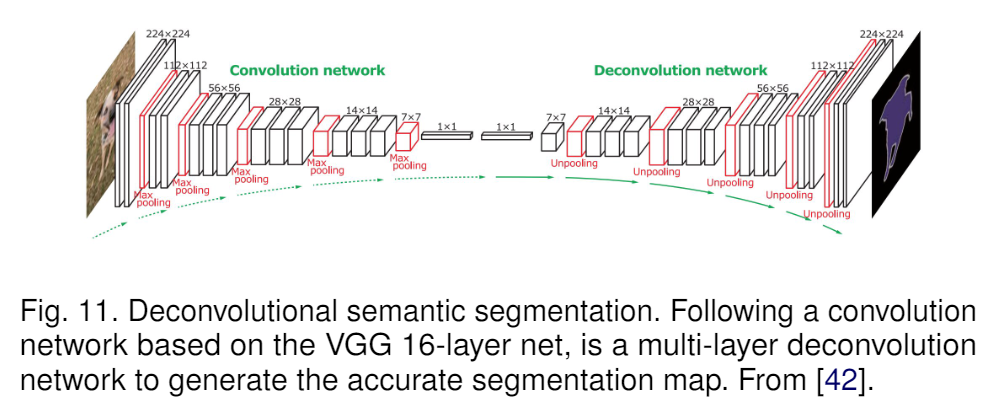 224×224
112×112
56×56
Convolution network
28×28
14×14
7×7
1×1
1×1
7×7
14×14
28×28
Deconvolution network
56×56
112×112
224×224
Max
pooling
Max
pooling
Max
pooling
Max
pooling
Max
pooling
Unpooling
Unpooling
Unpooling
Unpooling
Unpooling
Fig. 11. Deconvolutional semantic segmentation. Following a convolution
network based on the VGG 16-layer net, is a multi-layer deconvolution
network to generate the accurate segmentation map. From [42].